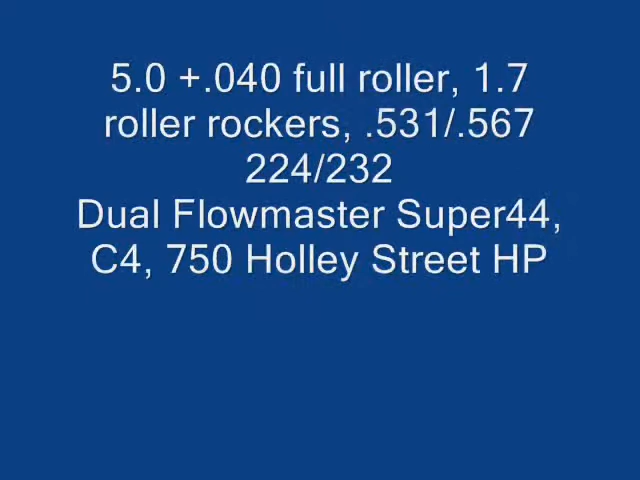 5.0 +.040 full roller, 1.7
roller rockers, .531/.567
224/232
Dual Flowmaster Super44,
C4, 750 Holley Street HP